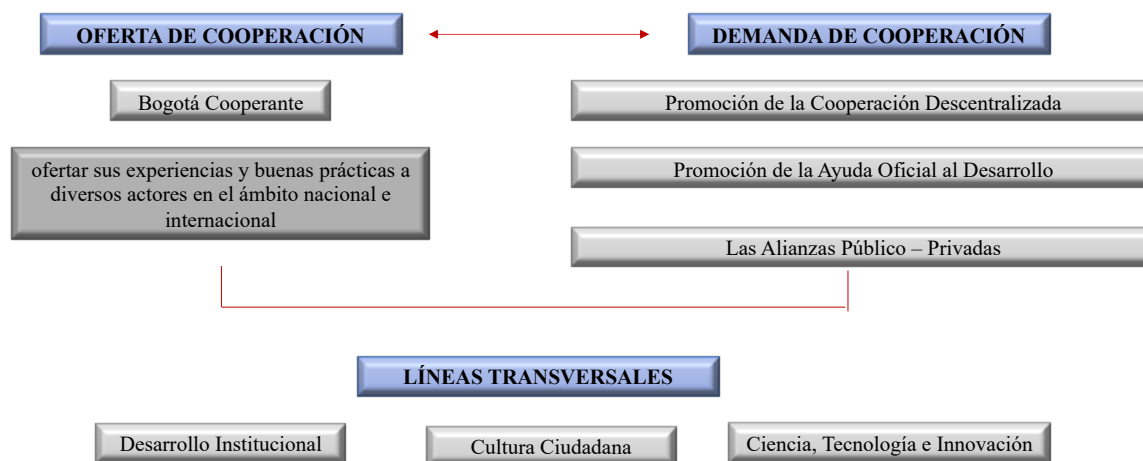 OFERTA DE COOPERACIÓN
DEMANDA DE COOPERACIÓN
Bogotá Cooperante
Promoción de la Cooperación Descentralizada
ofertar sus experiencias y buenas prácticas a
diversos actores en el ámbito nacional e
internacional
Promoción de la Ayuda Oficial al Desarrollo
Las Alianzas Público – Privadas
LÍNEAS TRANSVERSALES
Desarrollo Institucional
Cultura Ciudadana
Ciencia, Tecnología e Innovación